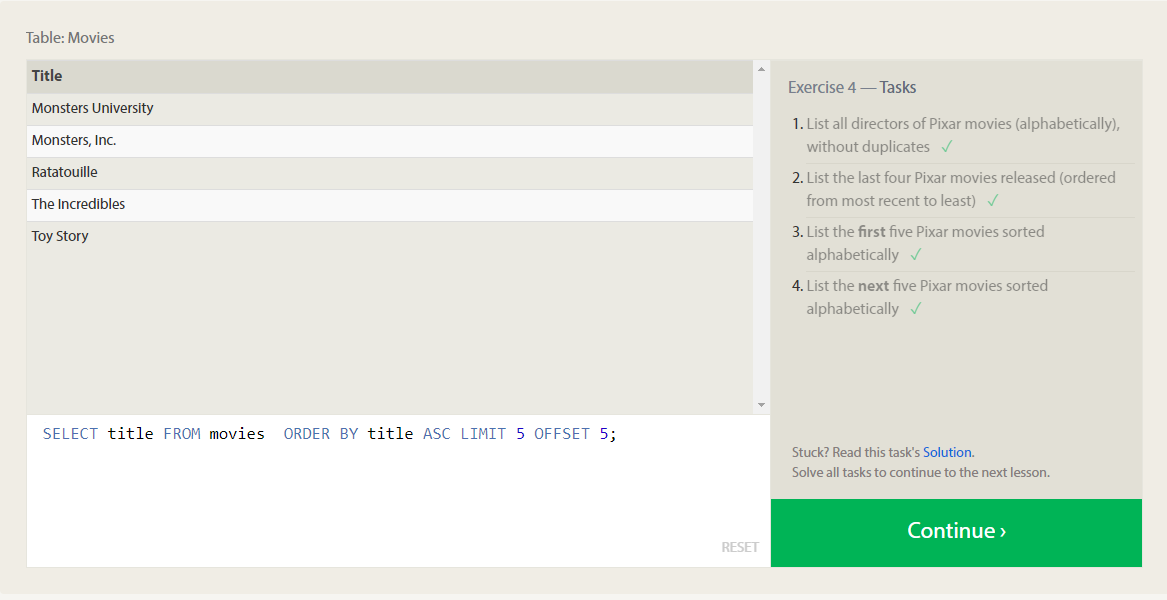 Table: Movies
Title
Monsters University
Monsters, Inc.
Ratatouille
The Incredibles
Toy Story
SELECT title FROM movies  ORDER BY title ASC LIMIT 5 OFFSET 5;
RESET
Exercise 4 — Tasks
1. List all directors of Pixar movies (alphabetically),
without duplicates ✓
2. List the last four Pixar movies released (ordered
from most recent to least) ✓
3. List the first five Pixar movies sorted
alphabetically ✓
4. List the next five Pixar movies sorted
alphabetically ✓
Stuck? Read this task's Solution.
Solve all tasks to continue to the next lesson.
Continue ›